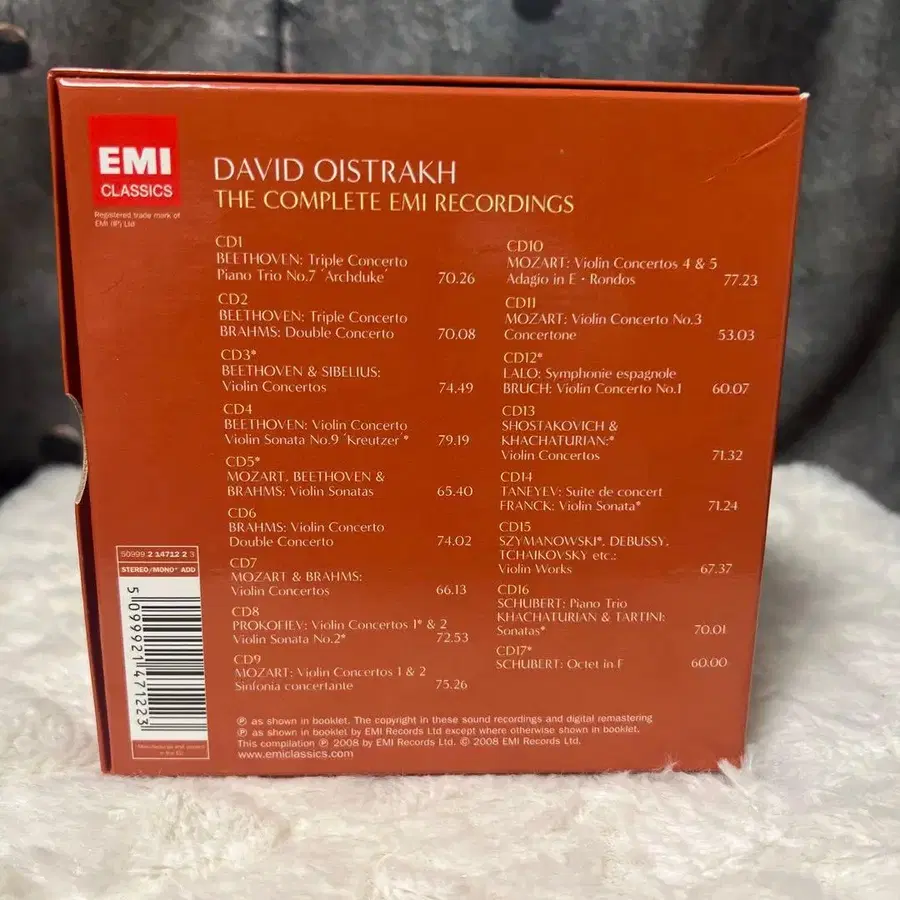 EMI
CLASSICS
Registered trade mark of
EMI (IP) Ltd
DAVID OISTRAKH
THE COMPLETE EMI RECORDINGS
CD1
BEETHOVEN: Triple Concerto
Piano Trio No.7 'Archduke' 70.26
CD2
BEETHOVEN: Triple Concerto
BRAHMS: Double Concerto 70.08
CD3*
BEETHOVEN & SIBELIUS:
Violin Concertos 74.49
CD4
BEETHOVEN: Violin Concerto
Violin Sonata No.9 'Kreutzer'* 79.19
CD5*
MOZART, BEETHOVEN &
BRAHMS: Violin Sonatas 65.40
CD6
BRAHMS: Violin Concerto
Double Concerto 74.02
CD7
MOZART & BRAHMS:
Violin Concertos 66.13
CD8
PROKOFIEV: Violin Concertos 1* & 2
Violin Sonata No.2* 72.53
CD9
MOZART: Violin Concertos 1 & 2
Sinfonia concertante 75.26
CD10
MOZART: Violin Concertos 4 & 5
Adagio in E • Rondos 77.23
CD11
MOZART: Violin Concerto No.3
Concertone 53.03
CD12*
LALO: Symphonie espagnole
BRUCH: Violin Concerto No.1 60.07
CD13
SHOSTAKOVICH &
KHACHATURIAN:*
Violin Concertos 71.32
CD14
TANEYEV: Suite de concert
FRANCK: Violin Sonata* 71.24
CD15
SZYMANOWSKI*, DEBUSSY,
TCHAIKOVSKY etc.:
Violin Works 67.37
CD16
SCHUBERT: Piano Trio
KHACHATURIAN & TARTINI:
Sonatas* 70.01
CD17*
SCHUBERT: Octet in F 60.00
50999 2 14712 2 3
STEREO/MONO* ADD
5099921471223
Manufactured and printed
in the EU
℗ as shown in booklet. The copyright in these sound recordings and digital remastering
℗ as shown in booklet by EMI Records Ltd except where otherwise shown in booklet.
This compilation ℗ 2008 by EMI Records Ltd. © 2008 EMI Records Ltd.
www.emiclassics.com